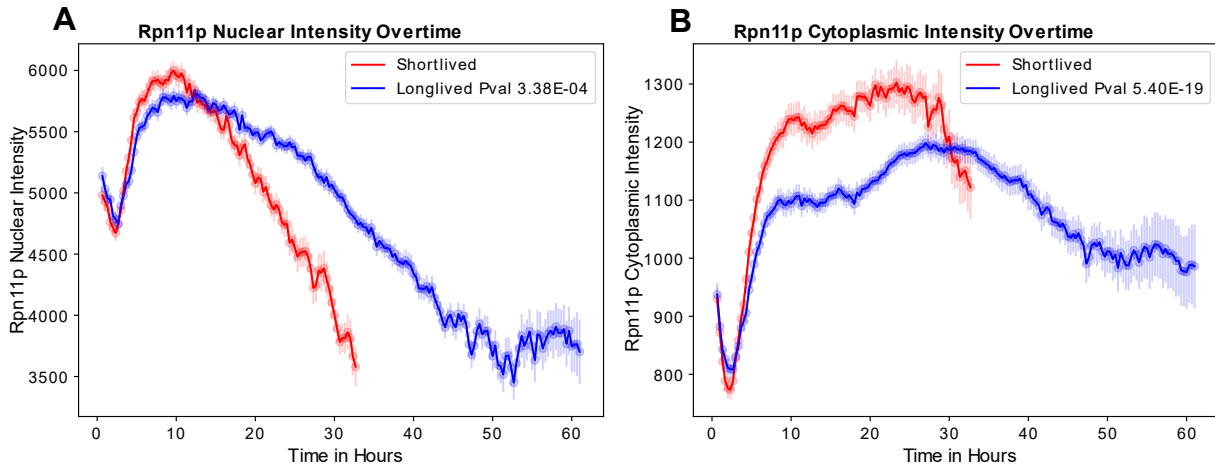 A
Rpn11p Nuclear Intensity Overtime
Shortlived
Longlived Pval 3.38E-04
6000
5500
5000
4500
4000
3500
Rpn11p Nuclear Intensity
0 10 20 30 40 50 60
Time in Hours
B
Rpn11p Cytoplasmic Intensity Overtime
Shortlived
Longlived Pval 5.40E-19
1300
1200
1100
1000
900
800
Rpn11p Cytoplasmic Intensity
0 10 20 30 40 50 60
Time in Hours